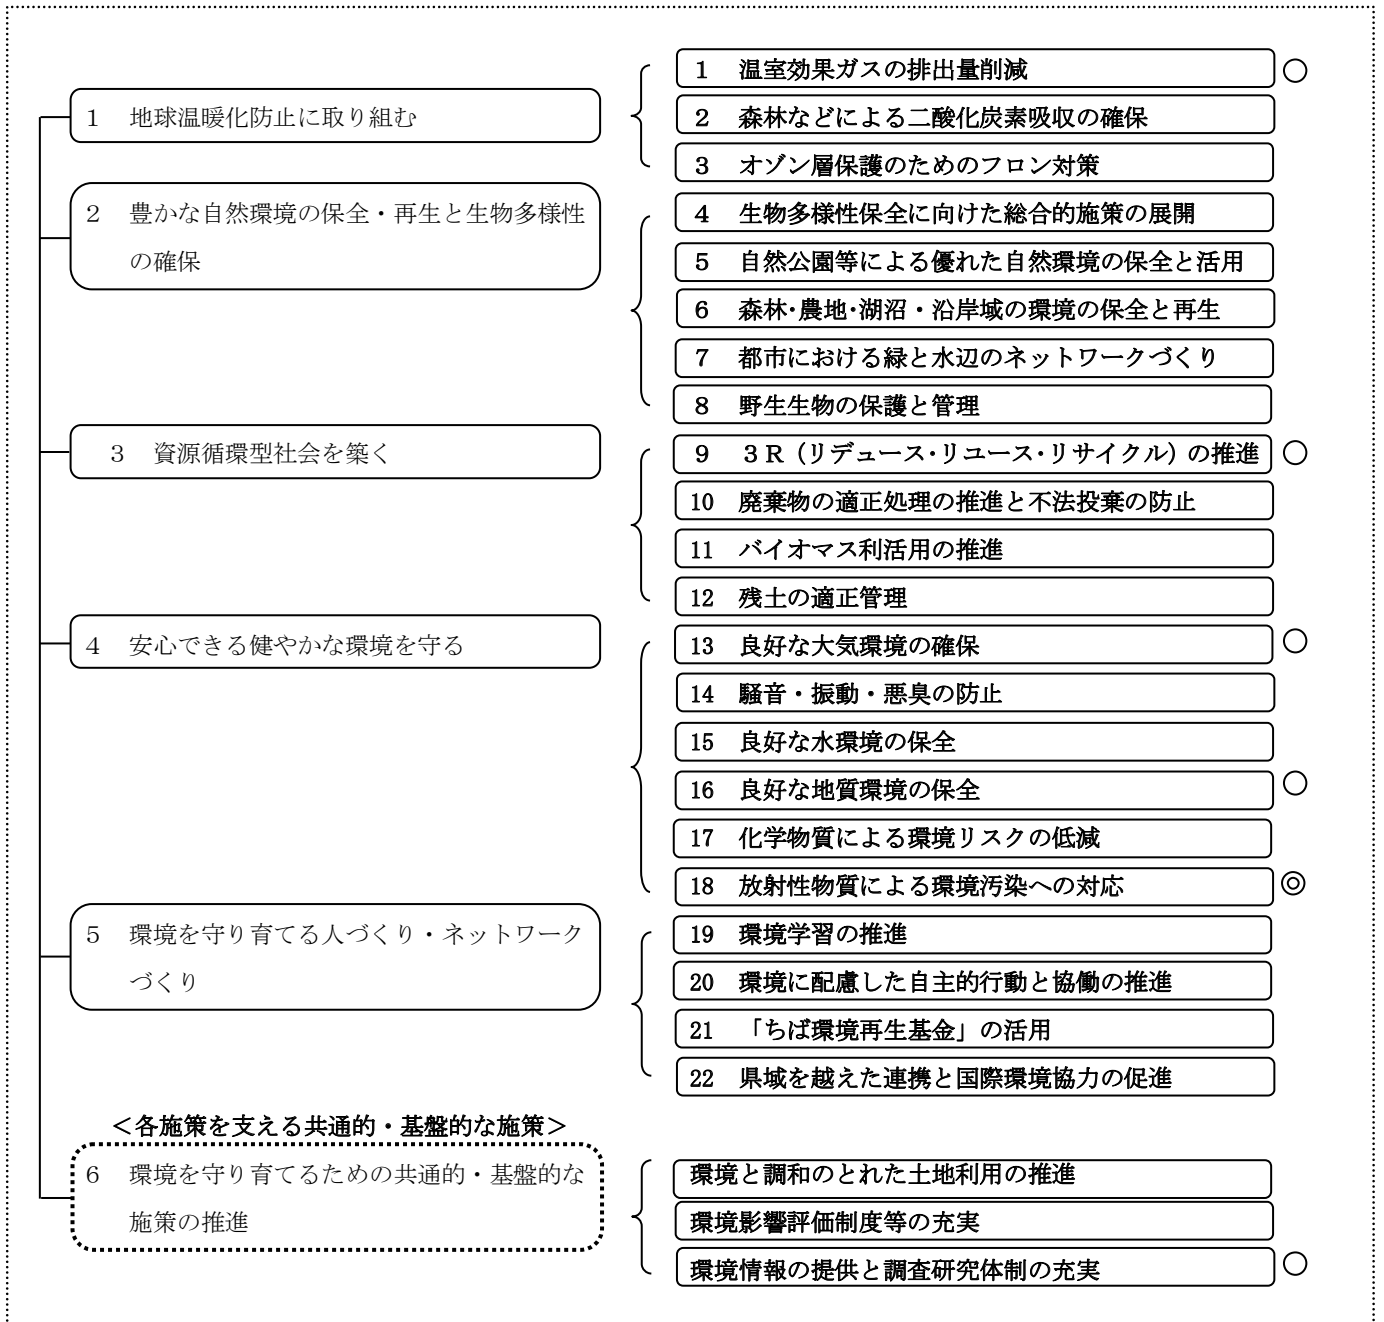 1　地球温暖化防止に取り組む
1　温室効果ガスの排出量削減 ○
2　森林などによる二酸化炭素吸収の確保
3　オゾン層保護のためのフロン対策
2　豊かな自然環境の保全・再生と生物多様性
の確保
4　生物多様性保全に向けた総合的施策の展開
5　自然公園等による優れた自然環境の保全と活用
6　森林･農地･湖沼・沿岸域の環境の保全と再生
7　都市における緑と水辺のネットワークづくり
8　野生生物の保護と管理
3　資源循環型社会を築く
9　３Ｒ（リデュース･リユース･リサイクル）の推進 ○
10　廃棄物の適正処理の推進と不法投棄の防止
11　バイオマス利活用の推進
12　残土の適正管理
4　安心できる健やかな環境を守る
13　良好な大気環境の確保 ○
14　騒音・振動・悪臭の防止
15　良好な水環境の保全
16　良好な地質環境の保全 ○
17　化学物質による環境リスクの低減
18　放射性物質による環境汚染への対応 ◎
5　環境を守り育てる人づくり・ネットワーク
づくり
19　環境学習の推進
20　環境に配慮した自主的行動と協働の推進
21　「ちば環境再生基金」の活用
22　県域を越えた連携と国際環境協力の促進
＜各施策を支える共通的・基盤的な施策＞
6　環境を守り育てるための共通的・基盤的な
施策の推進
環境と調和のとれた土地利用の推進
環境影響評価制度等の充実
環境情報の提供と調査研究体制の充実 ○